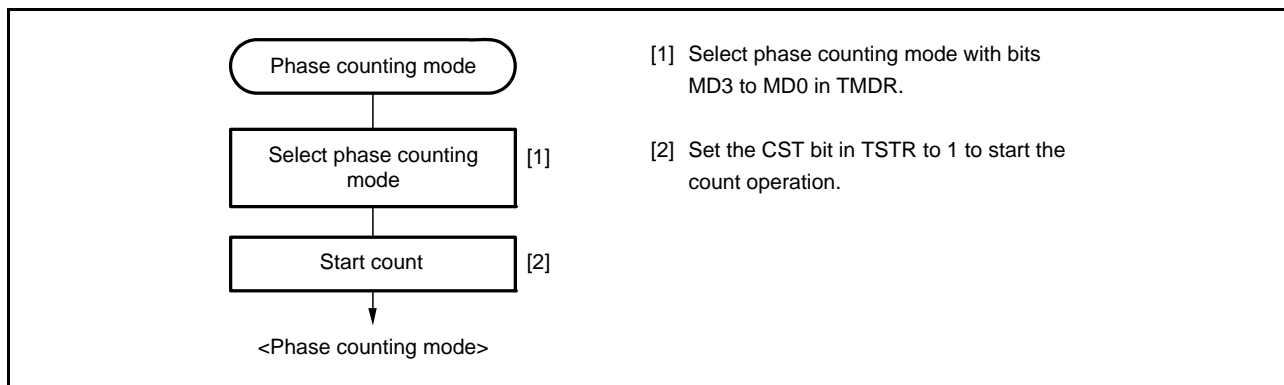 Phase counting mode
Select phase counting
mode
[1]
Start count
[2]
<Phase counting mode>
[1] Select phase counting mode with bits
MD3 to MD0 in TMDR.
[2] Set the CST bit in TSTR to 1 to start the
count operation.